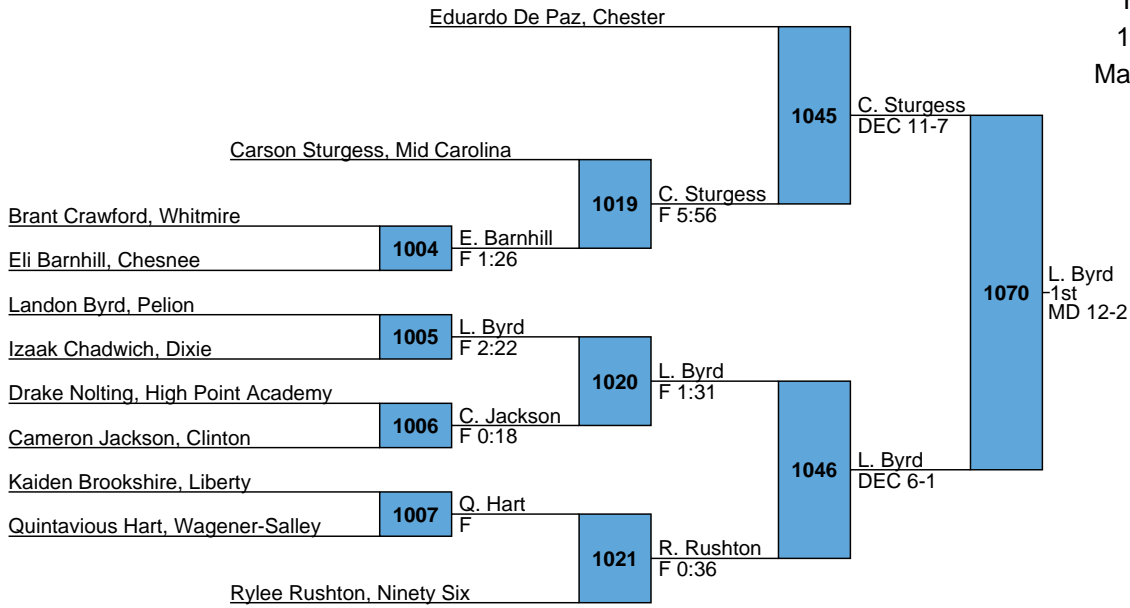 Eduardo De Paz, Chester
1
Ma
1045
C. Sturgess
DEC 11-7
Carson Sturgess, Mid Carolina
1019
C. Sturgess
F 5:56
Brant Crawford, Whitmire
1004
E. Barnhill
F 1:26
Eli Barnhill, Chesnee
Landon Byrd, Pelion
1005
L. Byrd
F 2:22
Izaak Chadwich, Dixie
1020
L. Byrd
F 1:31
Drake Nolting, High Point Academy
1006
C. Jackson
F 0:18
Cameron Jackson, Clinton
1046
L. Byrd
DEC 6-1
Kaiden Brookshire, Liberty
1007
Q. Hart
F
Quintavious Hart, Wagener-Salley
1021
R. Rushton
F 0:36
Rylee Rushton, Ninety Six
1070
L. Byrd
1st
MD 12-2